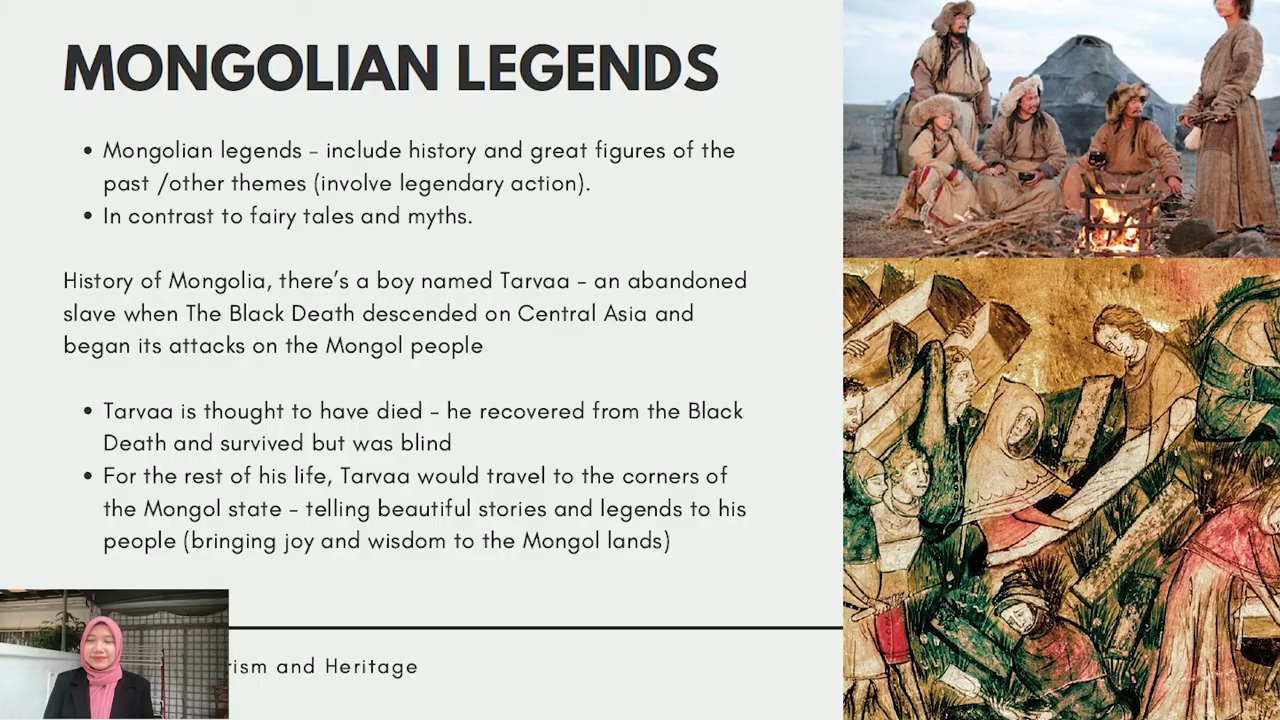 MONGOLIAN LEGENDS
• Mongolian legends - include history and great figures of the
past /other themes (involve legendary action).
• In contrast to fairy tales and myths.
History of Mongolia, there's a boy named Tarvaa - an abandoned
slave when The Black Death descended on Central Asia and
began its attacks on the Mongol people
• Tarvaa is thought to have died - he recovered from the Black
Death and survived but was blind
• For the rest of his life, Tarvaa would travel to the corners of
the Mongol state - telling beautiful stories and legends to his
people (bringing joy and wisdom to the Mongol lands)
and Heritage